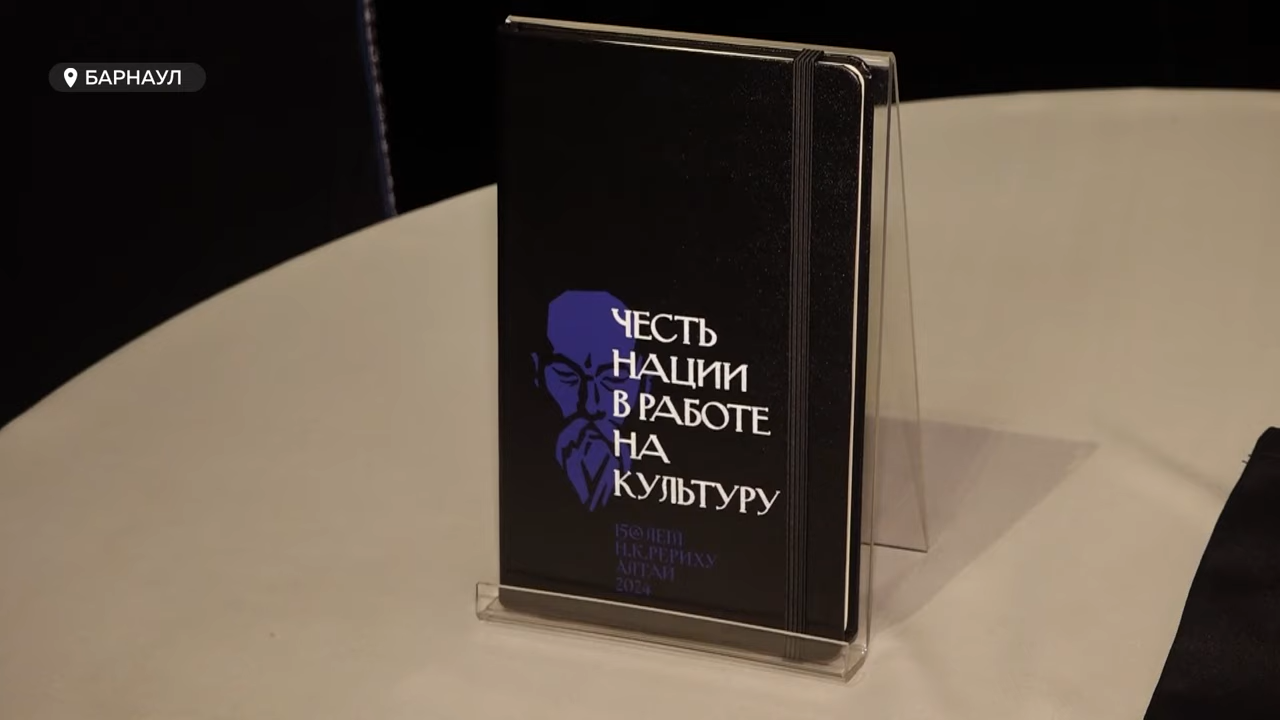 БАРНАУЛ
ЧЕСТЬ
НАЦИИ
В РАБОТЕ
НА
КУЛЬТУРУ
150 ЛЕТ
Н.К.РЕРИХУ
АЛТАЙ
2024